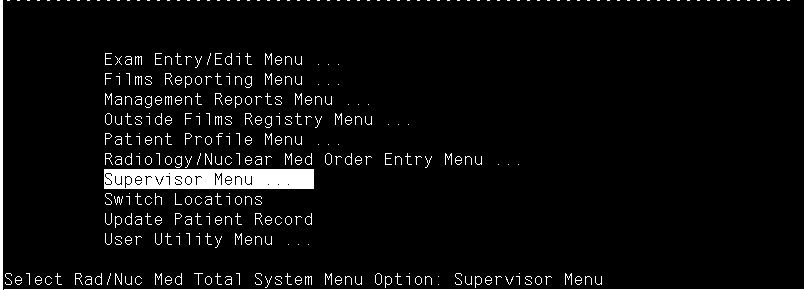 Exam Entry/Edit Menu ...
Films Reporting Menu ...
Management Reports Menu ...
Outside Films Registry Menu ...
Patient Profile Menu ...
Radiology/Nuclear Med Order Entry Menu ...
Supervisor Menu ...
Switch Locations
Update Patient Record
User Utility Menu ...
Select Rad/Nuc Med Total System Menu Option: Supervisor Menu